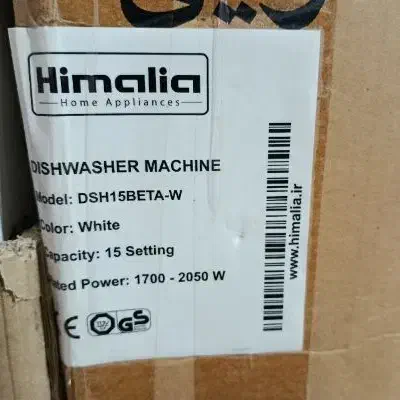 Himalia
Home Appliances
DISHWASHER MACHINE
Model: DSH15BETA-W
Color: White
Capacity: 15 Setting
Rated Power: 1700 - 2050 W
CE GS
www.himalia.ir